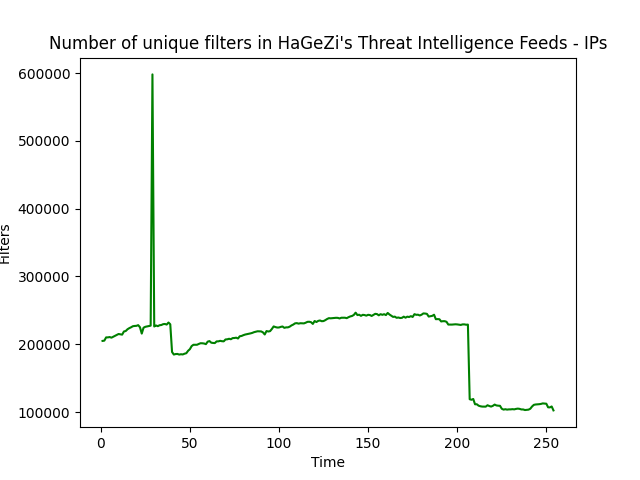 Number of unique filters in HaGeZi's Threat Intelligence Feeds - IPs
600000
500000
400000
300000
200000
100000
Filters
0 50 100 150 200 250
Time